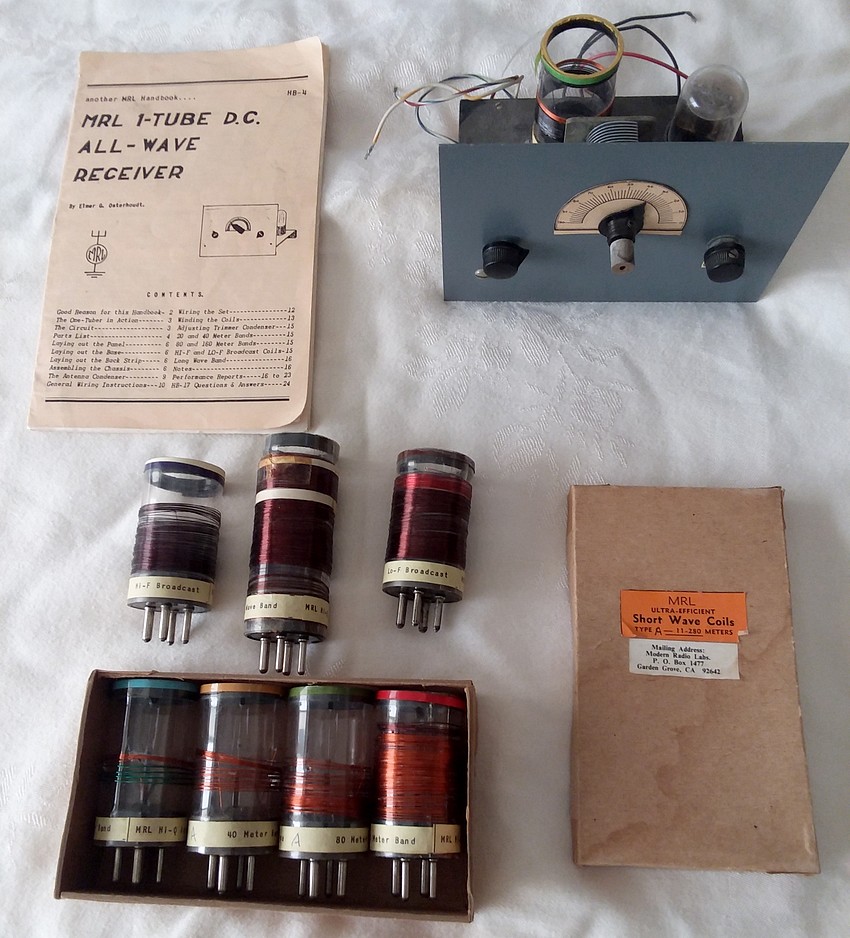 another MRL Handbook.... HB-4
MRL 1-TUBE D.C.
ALL-WAVE
RECEIVER
By Elmer G. Osterhoudt.
MRL
CONTENTS.
Good Reason for this Handbook- 2 Wiring the Set------------12
The One-Tuber in Action------- 3 Winding the Coils---------13
The Circuit------------------- 3 Adjusting Trimmer Condenser---15
Parts List-------------------- 4 20 and 40 Meter Bands-----15
Laying out the Panel---------- 6 80 and 160 Meter Bands----15
Laying out the Base----------- 6 HI-F and LO-F Broadcast Coils-15
Laying out the Back Strip----- 6 Long Wave Band------------16
Assembling the Chassis-------- 6 Notes---------------------16
The Antenna Condenser--------- 9 Performance Reports-----16 to 23
General Wiring Instructions---10 HB-17 Questions & Answers----24
Hi-F Broadcast
Wave Band MRL
Lo-F Broadcast
MRL
ULTRA-EFFICIENT
Short Wave Coils
TYPE A — 11-280 METERS
Mailing Address:
Modern Radio Labs.
P. O. Box 1477
Garden Grove, CA 92642
Band MRL Hi-Q
A 40 Meter
A 80 Meter
Meter Band MRL